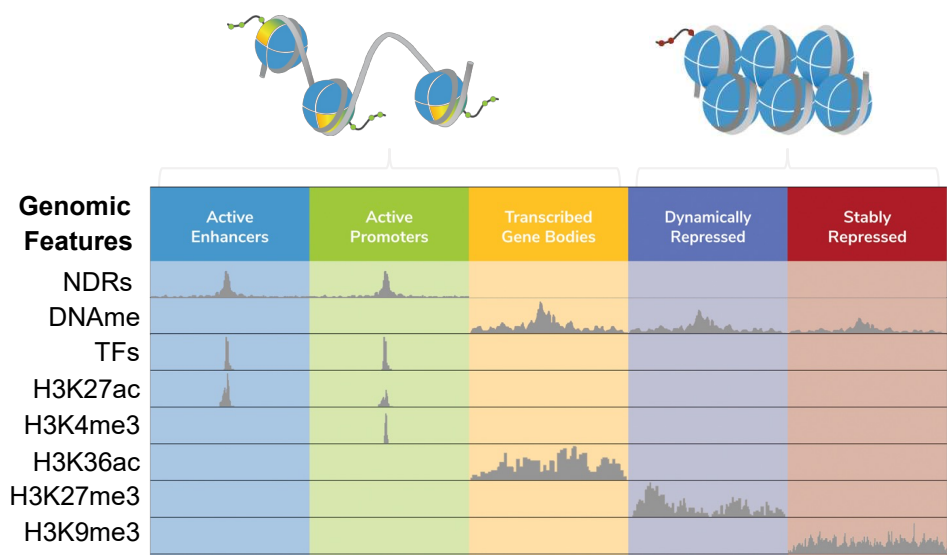 Genomic
Features
Active
Enhancers
Active
Promoters
Transcribed
Gene Bodies
Dynamically
Repressed
Stably
Repressed
NDRs
DNAme
TFs
H3K27ac
H3K4me3
H3K36ac
H3K27me3
H3K9me3